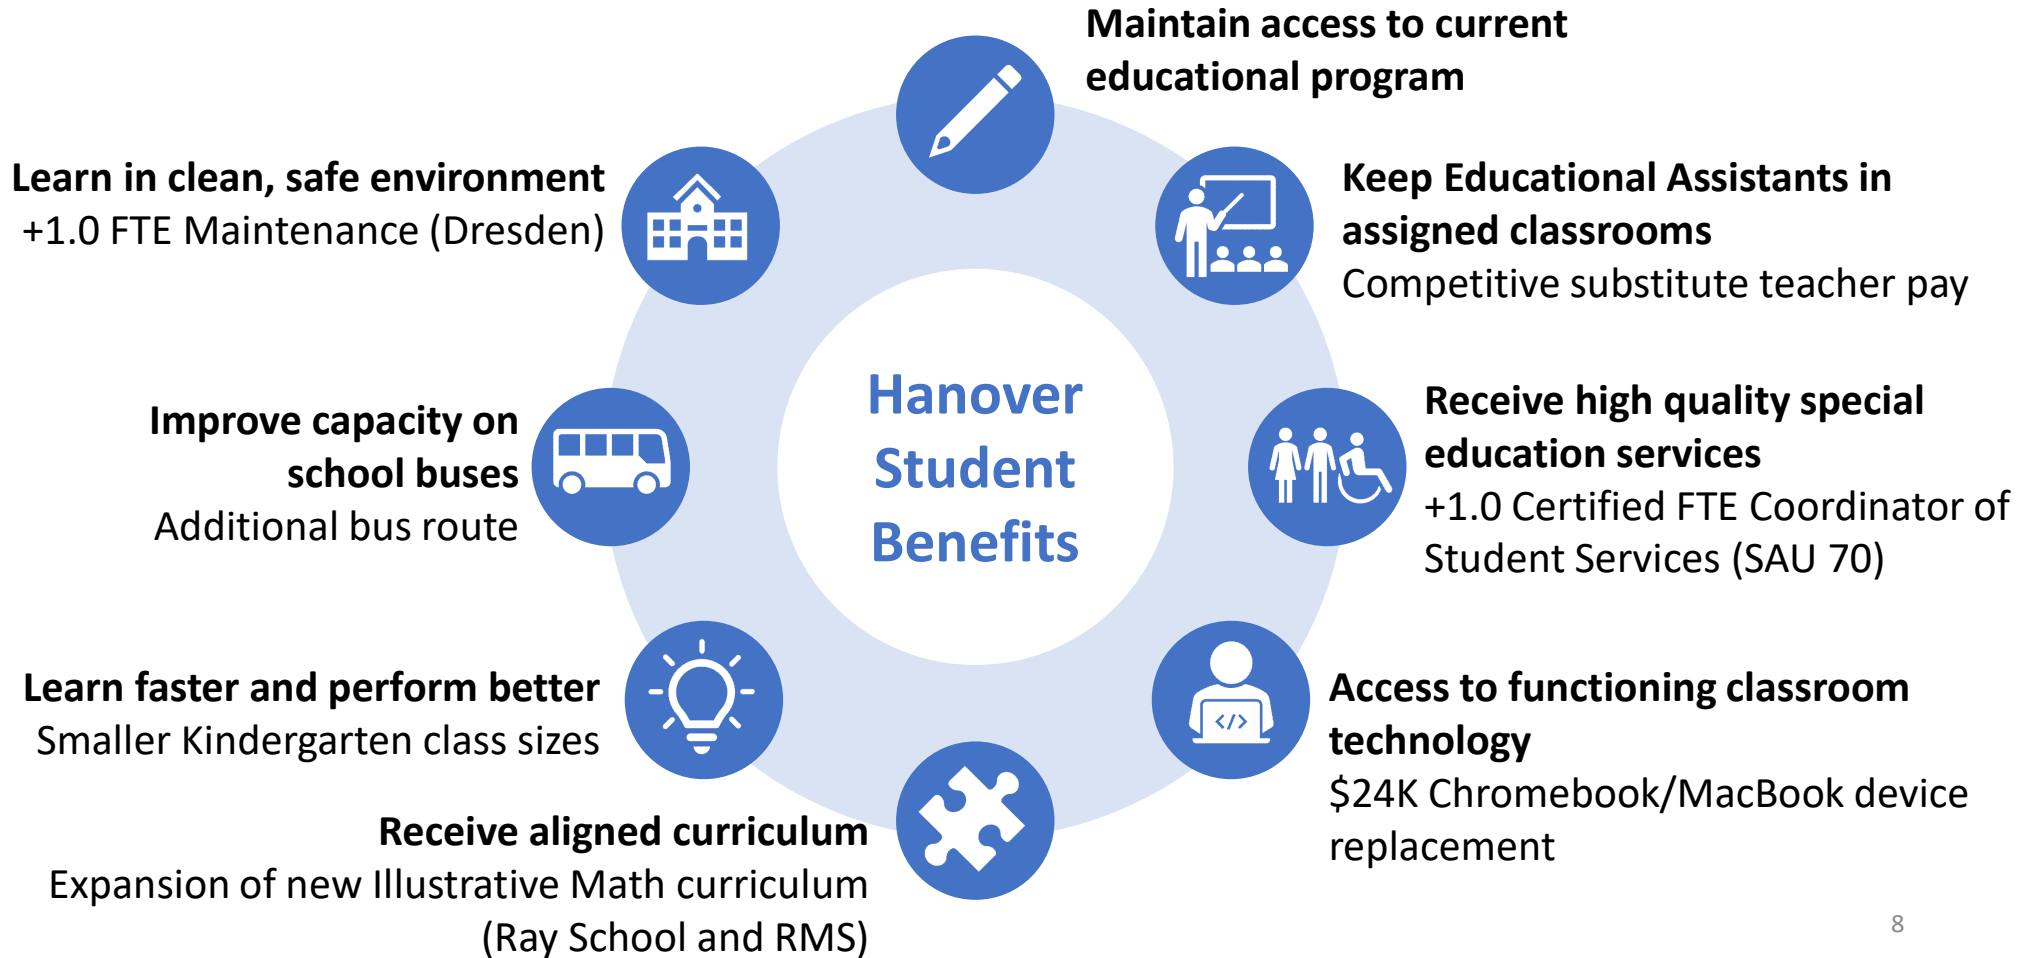 Maintain access to current
educational program
Keep Educational Assistants in
assigned classrooms
Competitive substitute teacher pay
Receive high quality special
education services
+1.0 Certified FTE Coordinator of
Student Services (SAU 70)
Access to functioning classroom
technology
$24K Chromebook/MacBook device
replacement
Receive aligned curriculum
Expansion of new Illustrative Math curriculum
(Ray School and RMS)
Learn faster and perform better
Smaller Kindergarten class sizes
Improve capacity on
school buses
Additional bus route
Learn in clean, safe environment
+1.0 FTE Maintenance (Dresden)
Hanover
Student
Benefits
</>
8